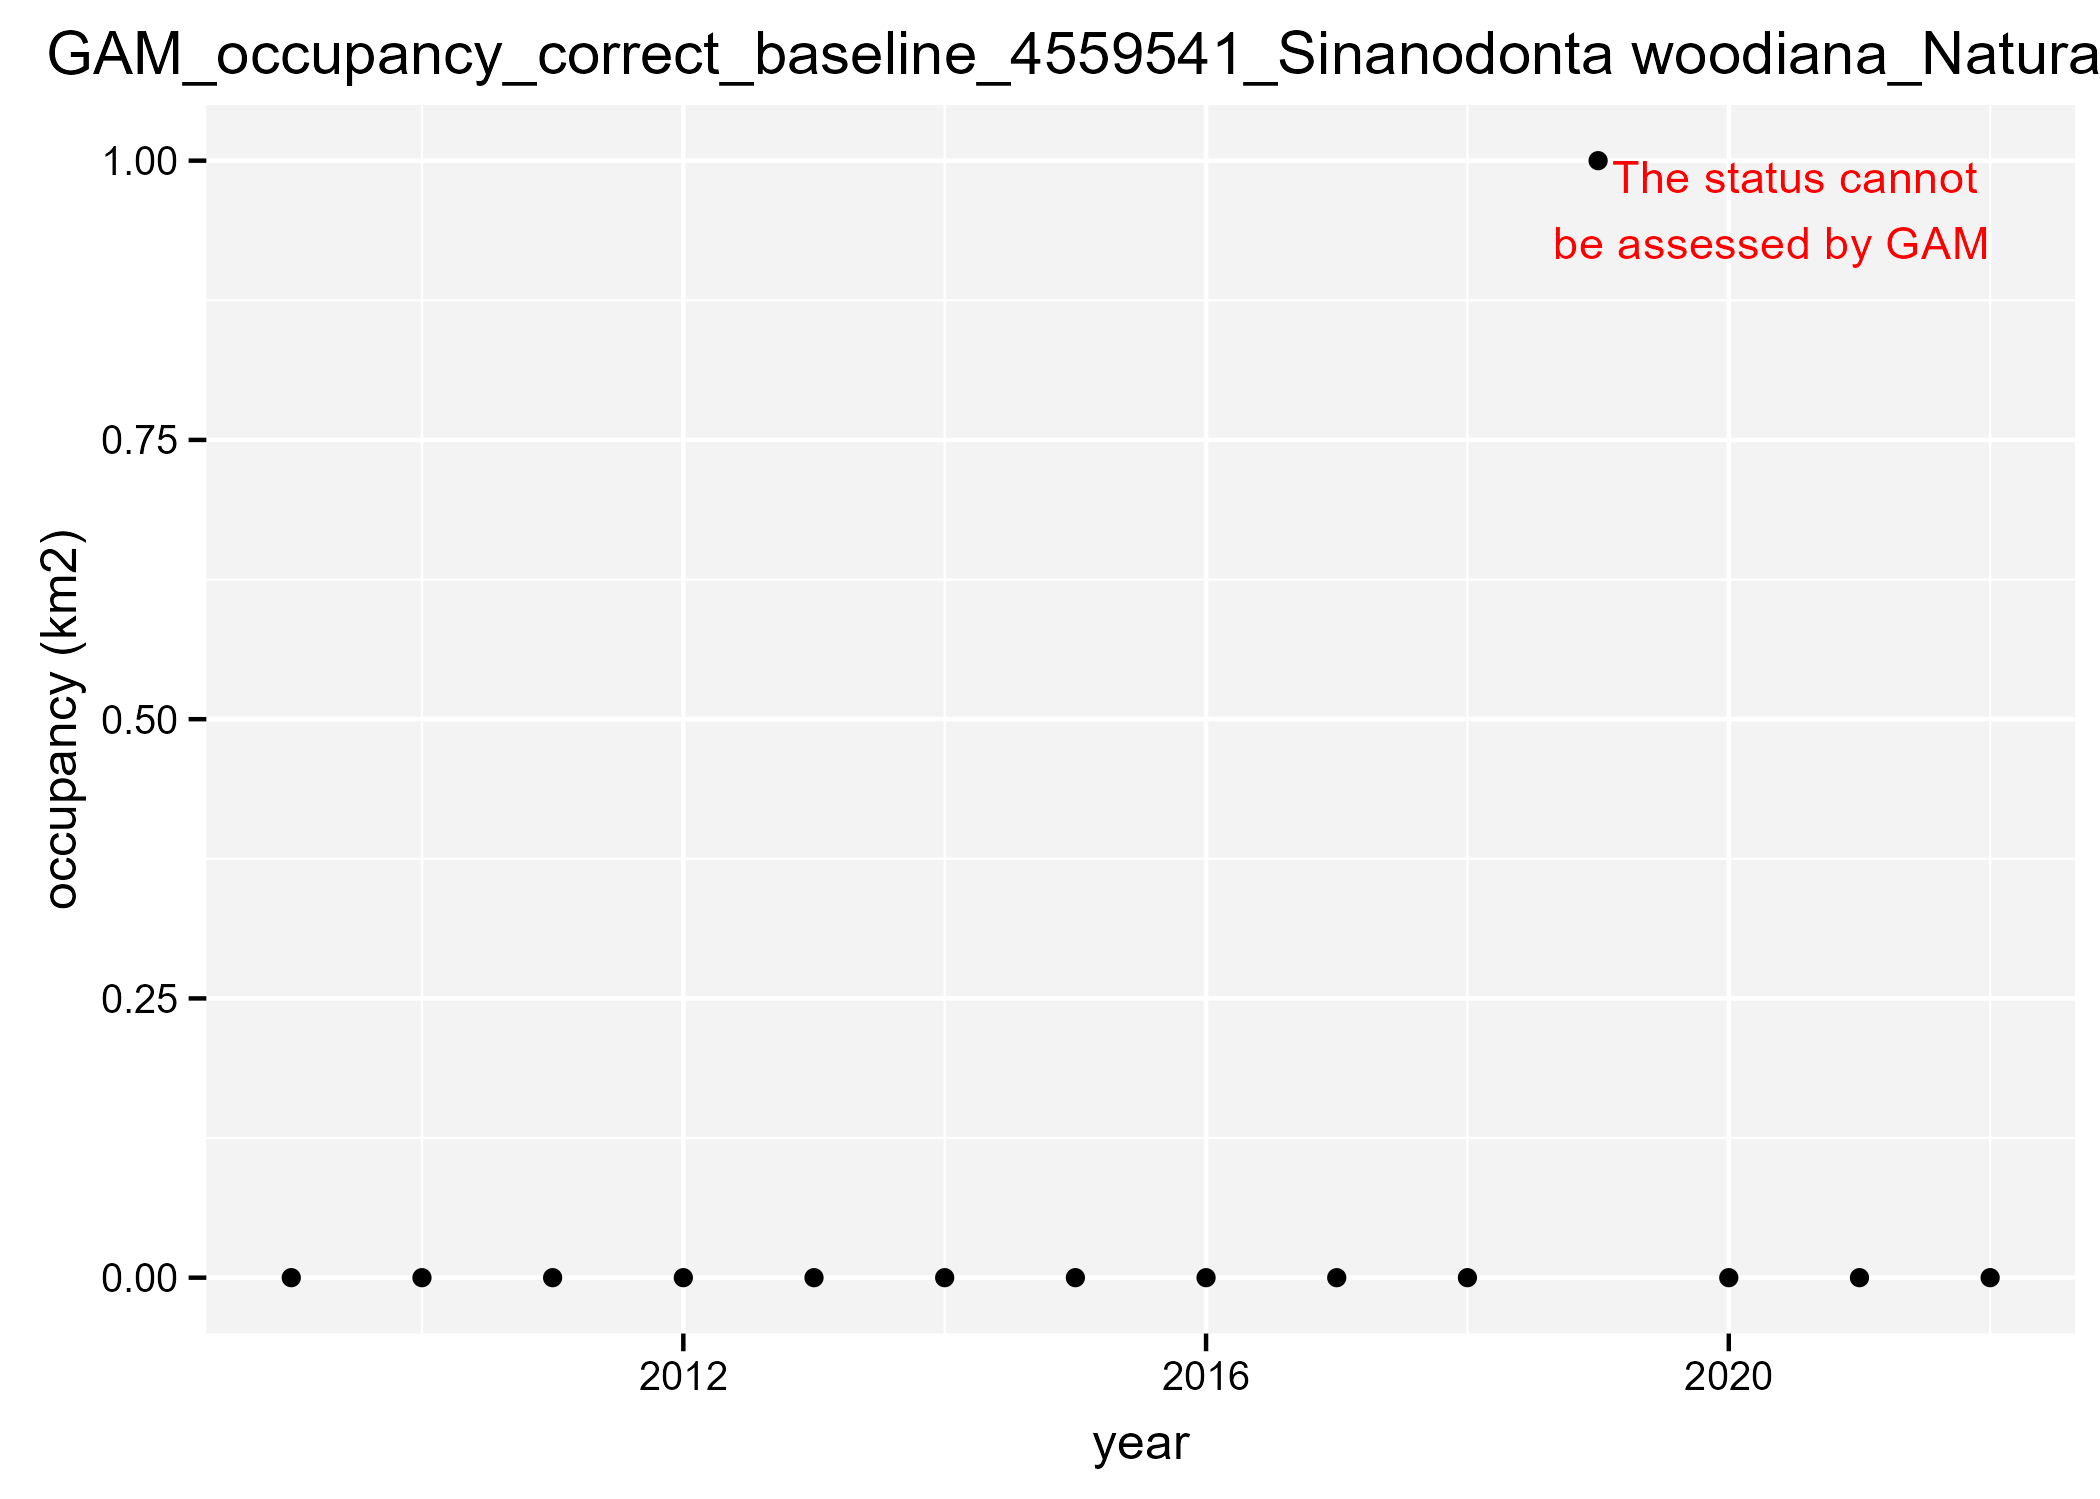 GAM_occupancy_correct_baseline_4559541_Sinanodonta woodiana_Natura
1.00
The status cannot
be assessed by GAM
0.75
occupancy (km2)
0.50
0.25
0.00
2012 2016 2020
year